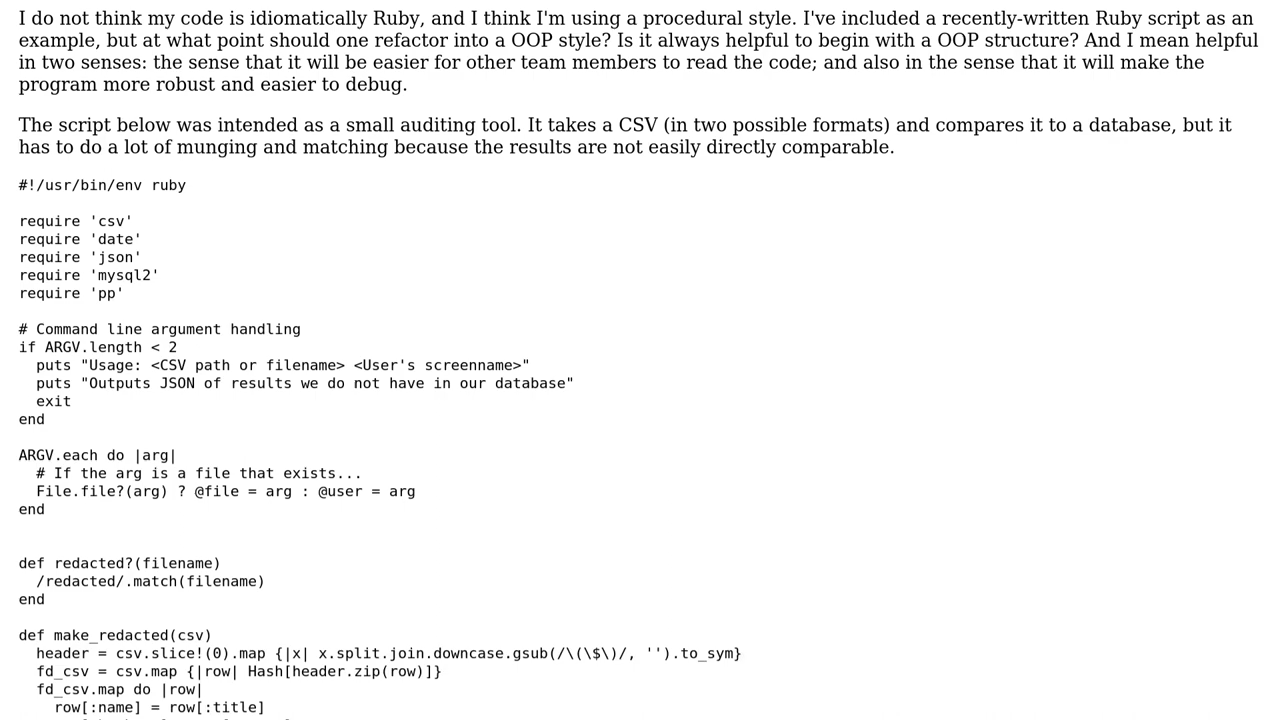 I do not think my code is idiomatically Ruby, and I think I'm using a procedural style. I've included a recently-written Ruby script as an
example, but at what point should one refactor into a OOP style? Is it always helpful to begin with a OOP structure? And I mean helpful
in two senses: the sense that it will be easier for other team members to read the code; and also in the sense that it will make the
program more robust and easier to debug.
The script below was intended as a small auditing tool. It takes a CSV (in two possible formats) and compares it to a database, but it
has to do a lot of munging and matching because the results are not easily directly comparable.
#!/usr/bin/env ruby
require 'csv'
require 'date'
require 'json'
require 'mysql2'
require 'pp'
# Command line argument handling
if ARGV.length < 2
  puts "Usage: <CSV path or filename> <User's screenname>"
  puts "Outputs JSON of results we do not have in our database"
  exit
end
ARGV.each do |arg|
  # If the arg is a file that exists...
  File.file?(arg) ? @file = arg : @user = arg
end
def redacted?(filename)
  /redacted/.match(filename)
end
def make_redacted(csv)
  header = csv.slice!(0).map {|x| x.split.join.downcase.gsub(/\(\$\)/, '').to_sym}
  fd_csv = csv.map {|row| Hash[header.zip(row)]}
  fd_csv.map do |row|
    row[:name] = row[:title]